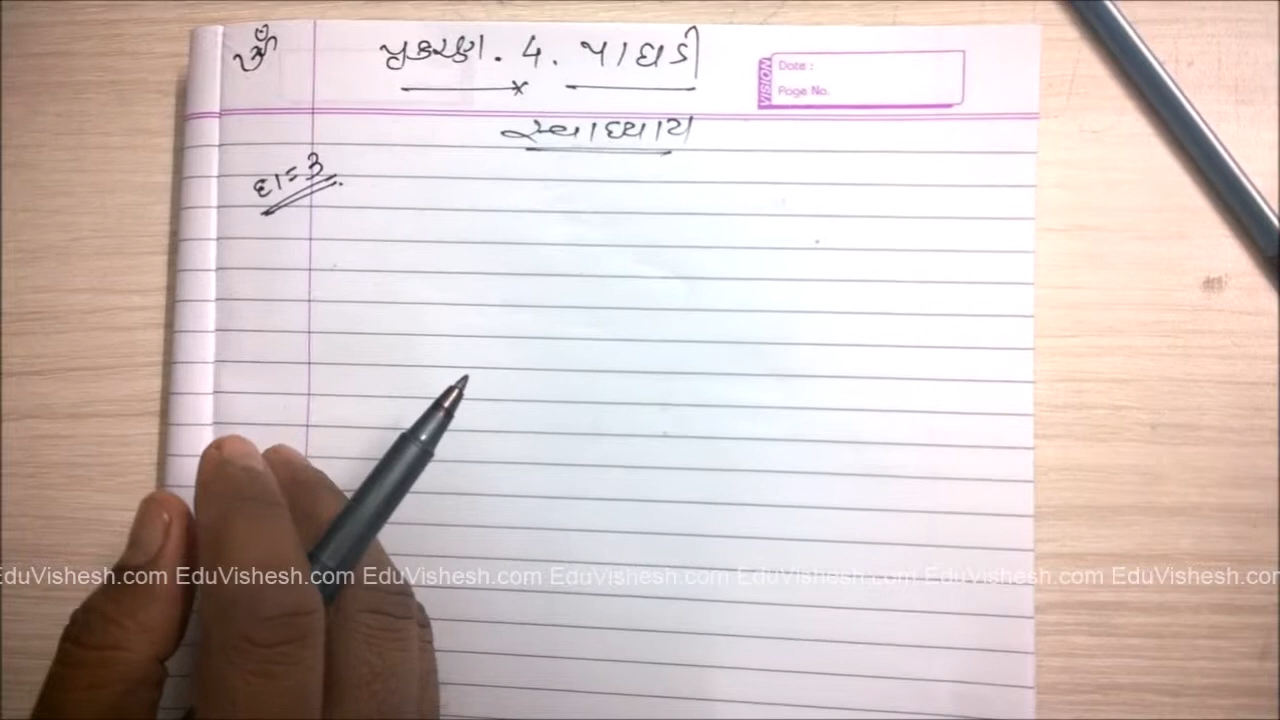 ૐ
પ્રકરણ. 4. પાઘડી
સ્વાધ્યાય
ધો=3
VISION
Date :
Page No.
EduVishesh.com EduVishesh.com EduVishesh.com EduVishesh.com EduVishesh.com EduVishesh.com EduVishesh.com